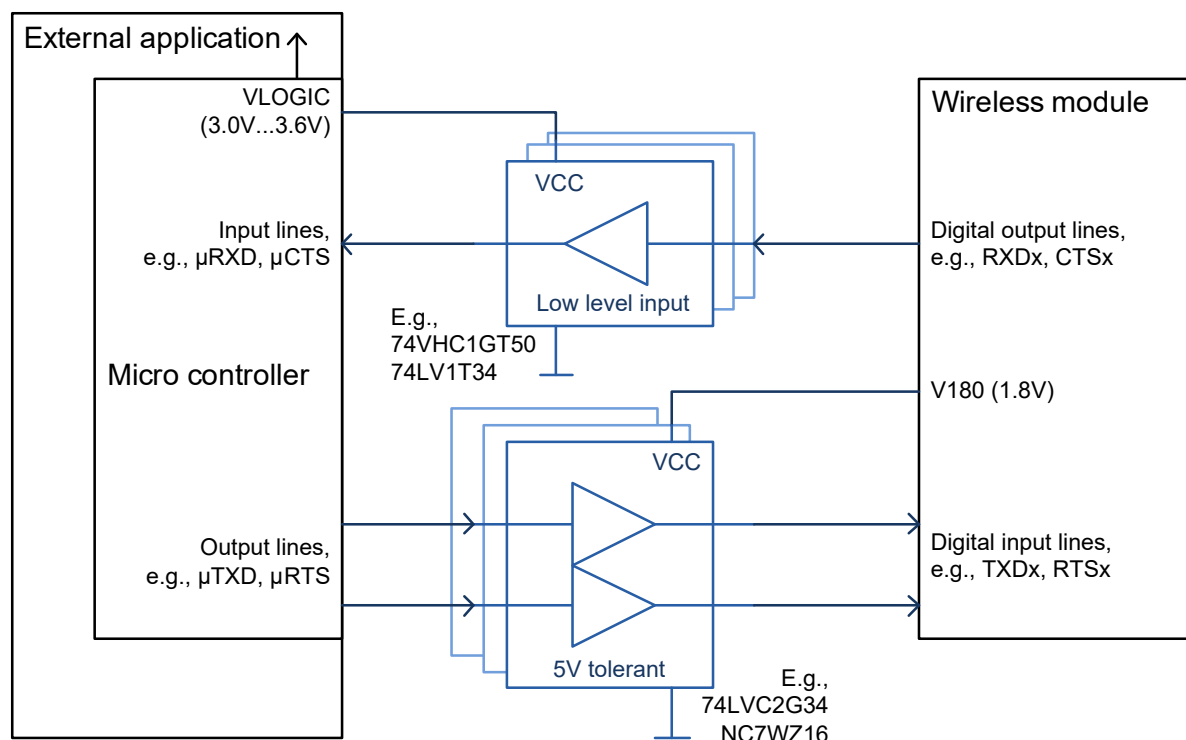 External application
VLOGIC
(3.0V...3.6V)
Input lines,
e.g., µRXD, µCTS
Micro controller
Output lines,
e.g., µTXD, µRTS
VCC
Low level input
E.g.,
74VHC1GT50
74LV1T34
VCC
5V tolerant
E.g.,
74LVC2G34
NC7WZ16
Wireless module
Digital output lines,
e.g., RXDx, CTSx
V180 (1.8V)
Digital input lines,
e.g., TXDx, RTSx